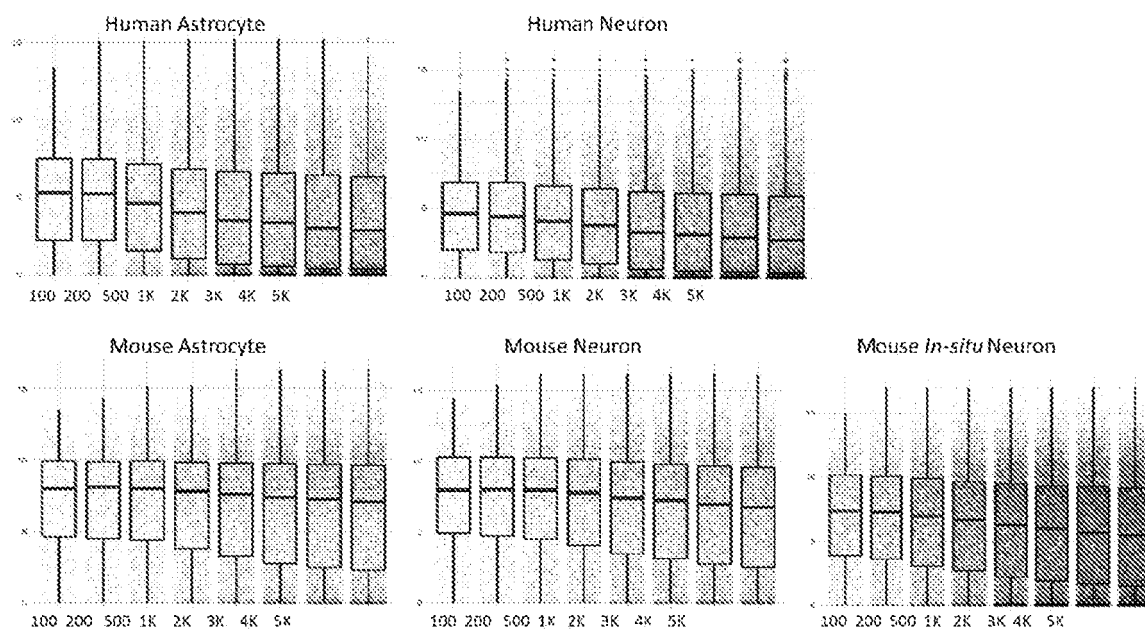 Human Astrocyte
Human Neuron
100 200 500 1K 2K 3K 4K 5K
100 200 500 1K 2K 3K 4K 5K
Mouse Astrocyte
Mouse Neuron
Mouse In-situ Neuron
100 200 500 1K 2K 3K 4K 5K
100 200 500 1K 2K 3K 4K 5K
100 200 500 1K 2K 3K 4K 5K